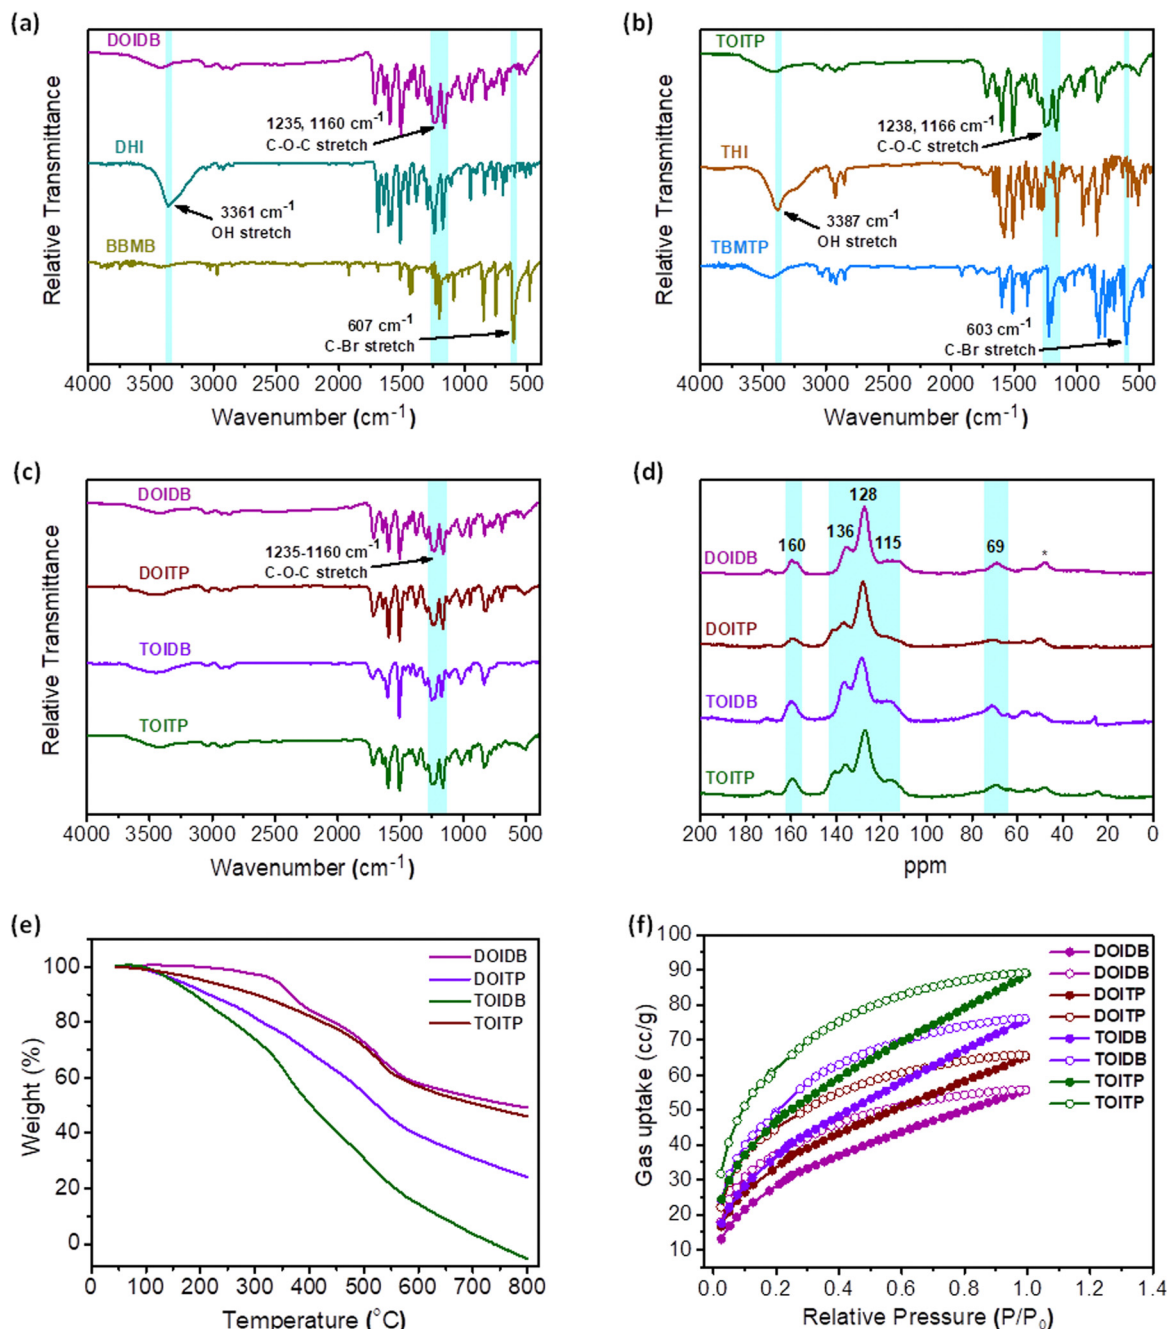 (a)
DOIDB
1235, 1160 cm⁻¹
C-O-C stretch
DHI
3361 cm⁻¹
OH stretch
BBMB
607 cm⁻¹
C-Br stretch
Relative Transmittance
4000 3500 3000 2500 2000 1500 1000 500
Wavenumber (cm⁻¹)
(b)
TOITP
1238, 1166 cm⁻¹
C-O-C stretch
THI
3387 cm⁻¹
OH stretch
TBMTP
603 cm⁻¹
C-Br stretch
Relative Transmittance
4000 3500 3000 2500 2000 1500 1000 500
Wavenumber (cm⁻¹)
(c)
DOIDB
1235-1160 cm⁻¹
C-O-C stretch
DOITP
TOIDB
TOITP
Relative Transmittance
4000 3500 3000 2500 2000 1500 1000 500
Wavenumber (cm⁻¹)
(d)
128
136
115
160
69
*
DOIDB
DOITP
TOIDB
TOITP
200 160 120 80 60 40 20 0
ppm
(e)
DOIDB
DOITP
TOIDB
TOITP
100
80
60
40
20
0
Weight (%)
0 100 200 300 400 500 600 700 800
Temperature (°C)
(f)
DOIDB
DOIDB
DOITP
DOITP
TOIDB
TOIDB
TOITP
TOITP
100
90
80
70
60
50
40
30
20
10
Gas uptake (cc/g)
0.0 0.2 0.4 0.6 0.8 1.0 1.2 1.4
Relative Pressure (P/P₀)